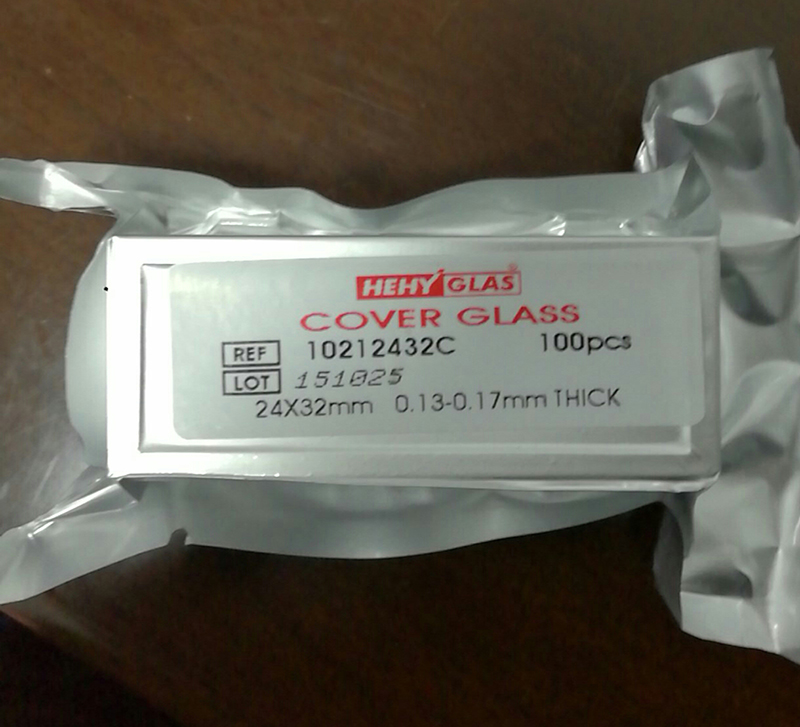 HEHY GLAS®
COVER GLASS
REF 10212432C 100pcs
LOT 151025
24X32mm 0.13-0.17mm THICK